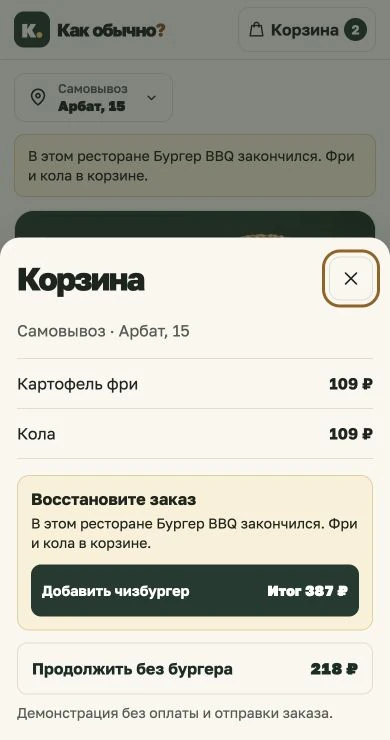 K. Как обычно?
Корзина 2
Самовывоз
Арбат, 15
В этом ресторане Бургер BBQ закончился. Фри
и кола в корзине.
Корзина
Самовывоз · Арбат, 15
Картофель фри 109 ₽
Кола 109 ₽
Восстановите заказ
В этом ресторане Бургер BBQ закончился. Фри
и кола в корзине.
Добавить чизбургер Итог 387 ₽
Продолжить без бургера 218 ₽
Демонстрация без оплаты и отправки заказа.